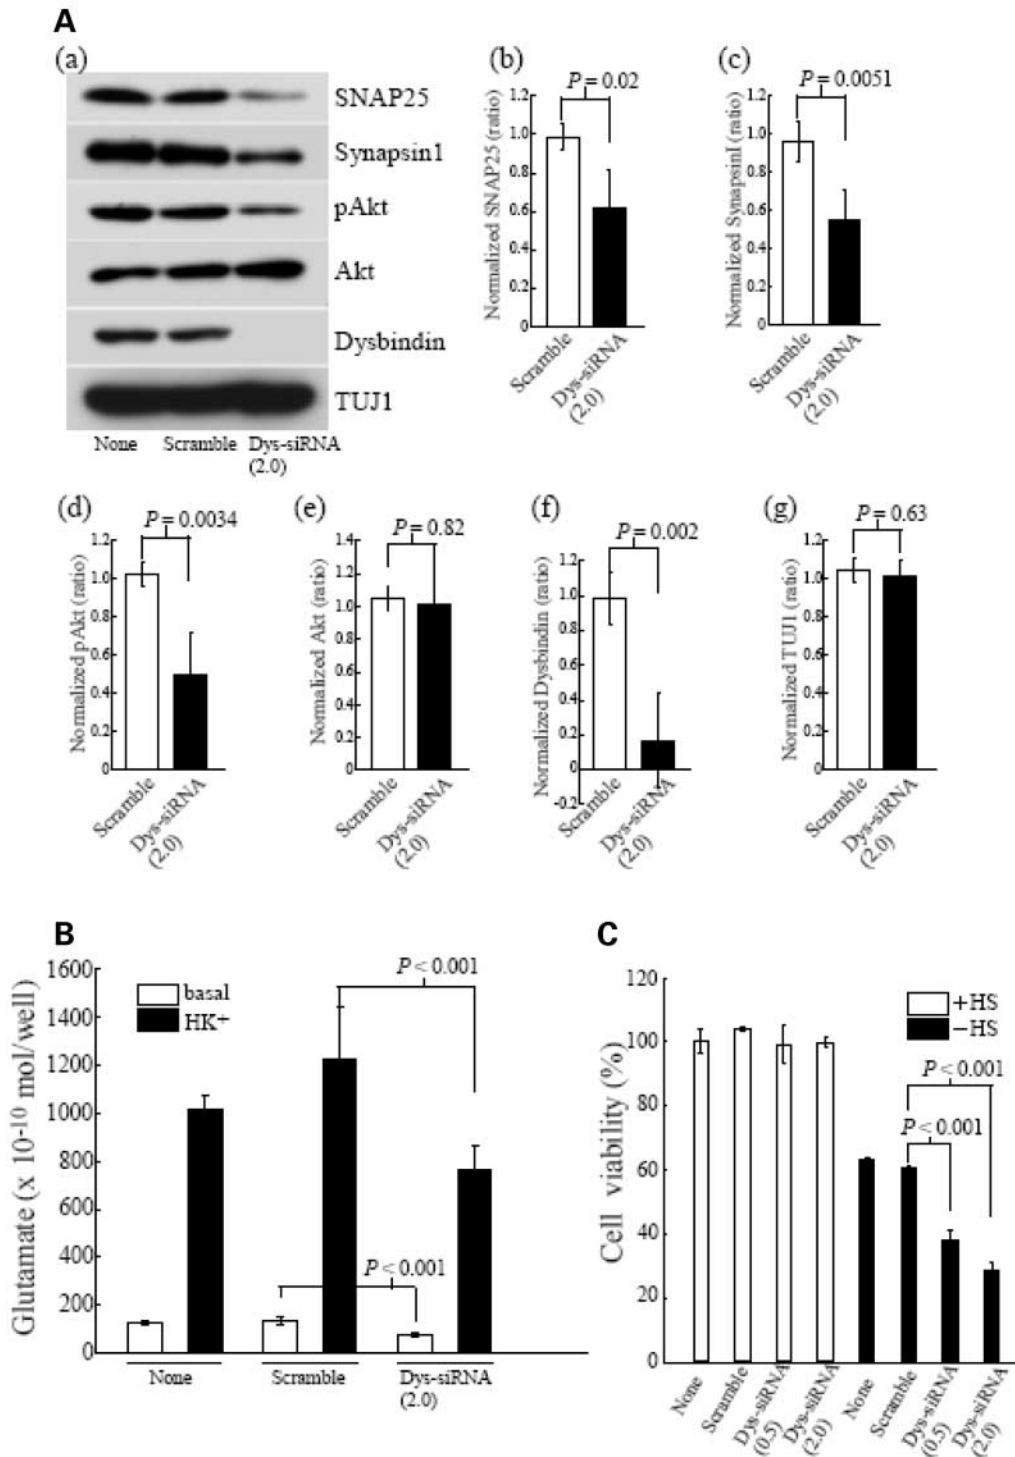 A
(a)
SNAP25
Synapsin1
pAkt
Akt
Dysbindin
TUJ1
None Scramble Dys-siRNA
(2.0)
(b)
P = 0.02
Normalized SNAP25 (ratio)
1.2
1.0
0.8
0.6
0.4
0.2
0
Scramble
Dys-siRNA
(2.0)
(c)
P = 0.0051
Normalized SynapsinI (ratio)
1.2
1.0
0.8
0.6
0.4
0.2
0
Scramble
Dys-siRNA
(2.0)
(d)
P = 0.0034
Normalized pAkt (ratio)
1.2
1.0
0.8
0.6
0.4
0.2
0
Scramble
Dys-siRNA
(2.0)
(e)
P = 0.82
Normalized Akt (ratio)
1.4
1.2
1.0
0.8
0.6
0.4
0.2
0
Scramble
Dys-siRNA
(2.0)
(f)
P = 0.002
Normalized Dysbindin (ratio)
1.2
1.0
0.8
0.6
0.4
0.2
0
-0.2
Scramble
Dys-siRNA
(2.0)
(g)
P = 0.63
Normalized TUJ1 (ratio)
1.2
1.0
0.8
0.6
0.4
0.2
0
Scramble
Dys-siRNA
(2.0)
B
Glutamate (x 10-10 mol/well)
1600
1400
1200
1000
800
600
400
200
0
basal
HK+
P < 0.001
P < 0.001
None
Scramble
Dys-siRNA
(2.0)
C
Cell viability (%)
120
100
80
60
40
20
0
+HS
−HS
P < 0.001
P < 0.001
None
Scramble
Dys-siRNA
(0.5)
Dys-siRNA
(2.0)
None
Scramble
Dys-siRNA
(0.5)
Dys-siRNA
(2.0)